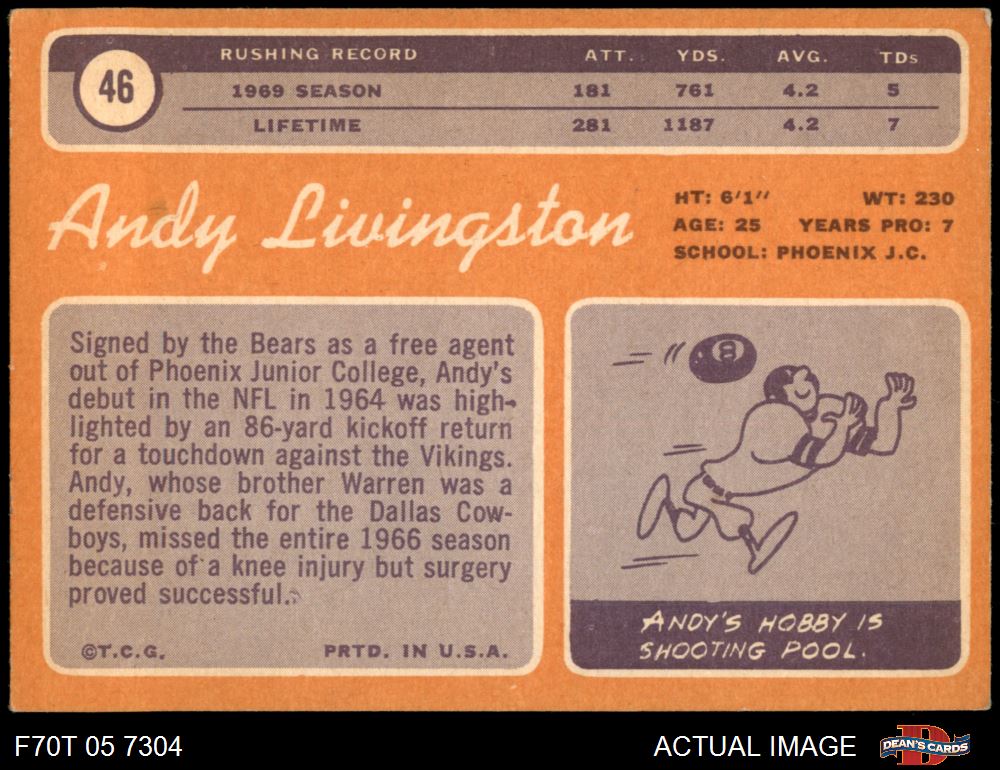 46
RUSHING RECORD ATT. YDS. AVG. TDs
1969 SEASON 181 761 4.2 5
LIFETIME 281 1187 4.2 7
Andy Livingston
HT: 6'1'' WT: 230
AGE: 25 YEARS PRO: 7
SCHOOL: PHOENIX J.C.
Signed by the Bears as a free agent
out of Phoenix Junior College, Andy's
debut in the NFL in 1964 was high-
lighted by an 86-yard kickoff return
for a touchdown against the Vikings.
Andy, whose brother Warren was a
defensive back for the Dallas Cow-
boys, missed the entire 1966 season
because of a knee injury but surgery
proved successful.
©T.C.G. PRTD. IN U.S.A.
8
ANDY'S HOBBY IS
SHOOTING POOL.
F70T 05 7304
ACTUAL IMAGE
D
DEAN'S CARDS